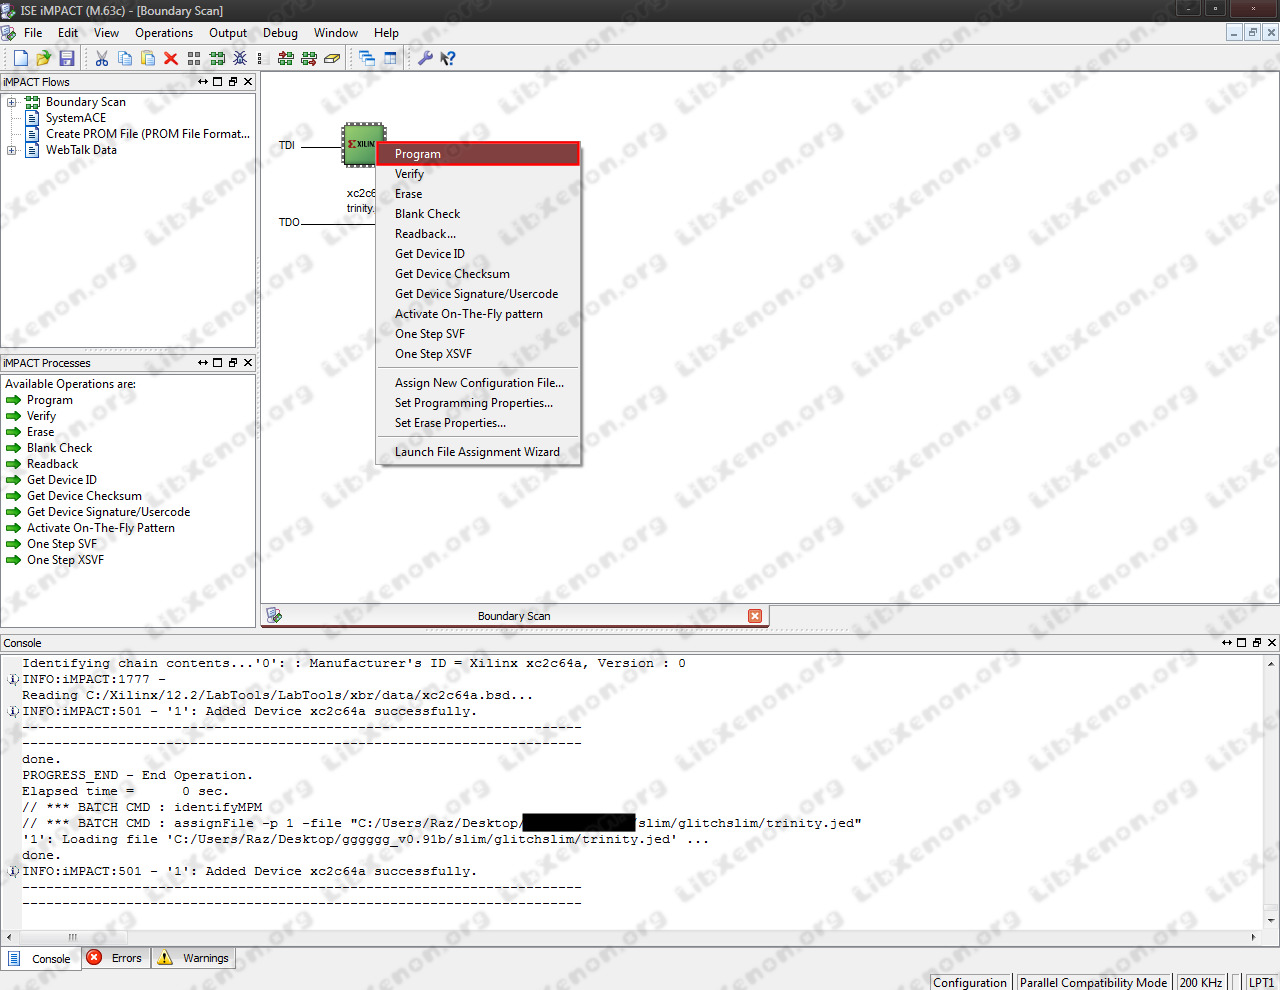 ISE iMPACT (M.63c) - [Boundary Scan]
File Edit View Operations Output Debug Window Help
iMPACT Flows
Boundary Scan
SystemACE
Create PROM File (PROM File Format...
WebTalk Data
TDI
XILINX
xc2c6
trinity.
TDO
Program
Verify
Erase
Blank Check
Readback...
Get Device ID
Get Device Checksum
Get Device Signature/Usercode
Activate On-The-Fly pattern
One Step SVF
One Step XSVF
Assign New Configuration File...
Set Programming Properties...
Set Erase Properties...
Launch File Assignment Wizard
iMPACT Processes
Available Operations are:
Program
Verify
Erase
Blank Check
Readback
Get Device ID
Get Device Checksum
Get Device Signature/Usercode
Activate On-The-Fly Pattern
One Step SVF
One Step XSVF
Boundary Scan
Console
Identifying chain contents...'0': : Manufacturer's ID = Xilinx xc2c64a, Version : 0
INFO:iMPACT:1777 -
Reading C:/Xilinx/12.2/LabTools/LabTools/xbr/data/xc2c64a.bsd...
INFO:iMPACT:501 - '1': Added Device xc2c64a successfully.
----------------------------------------------------------------------
----------------------------------------------------------------------
done.
PROGRESS_END - End Operation.
Elapsed time =      0 sec.
// *** BATCH CMD : identifyMPM
// *** BATCH CMD : assignFile -p 1 -file "C:/Users/Raz/Desktop/ slim/glitchslim/trinity.jed"
'1': Loading file 'C:/Users/Raz/Desktop/gggggg_v0.91b/slim/glitchslim/trinity.jed' ...
done.
INFO:iMPACT:501 - '1': Added Device xc2c64a successfully.
----------------------------------------------------------------------
----------------------------------------------------------------------
Console Errors Warnings
Configuration Parallel Compatibility Mode 200 KHz LPT1
LibXenon.org